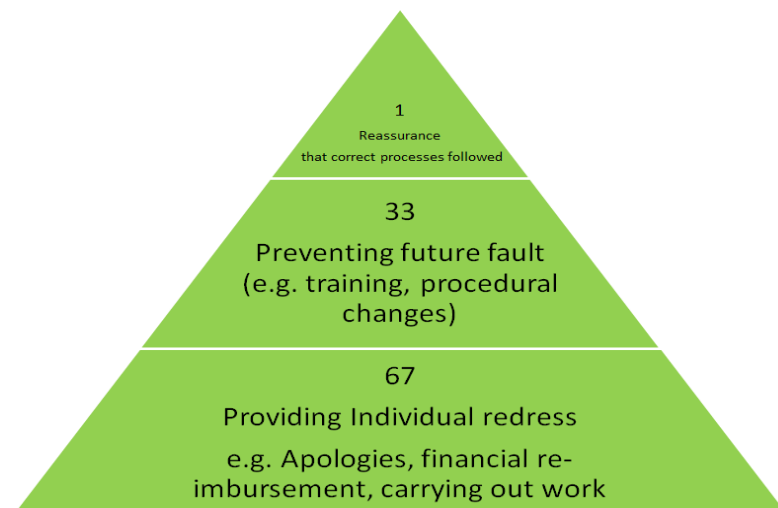 1
Reassurance
that correct processes followed
33
Preventing future fault
(e.g. training, procedural
changes)
67
Providing Individual redress
e.g. Apologies, financial re-
imbursement, carrying out work